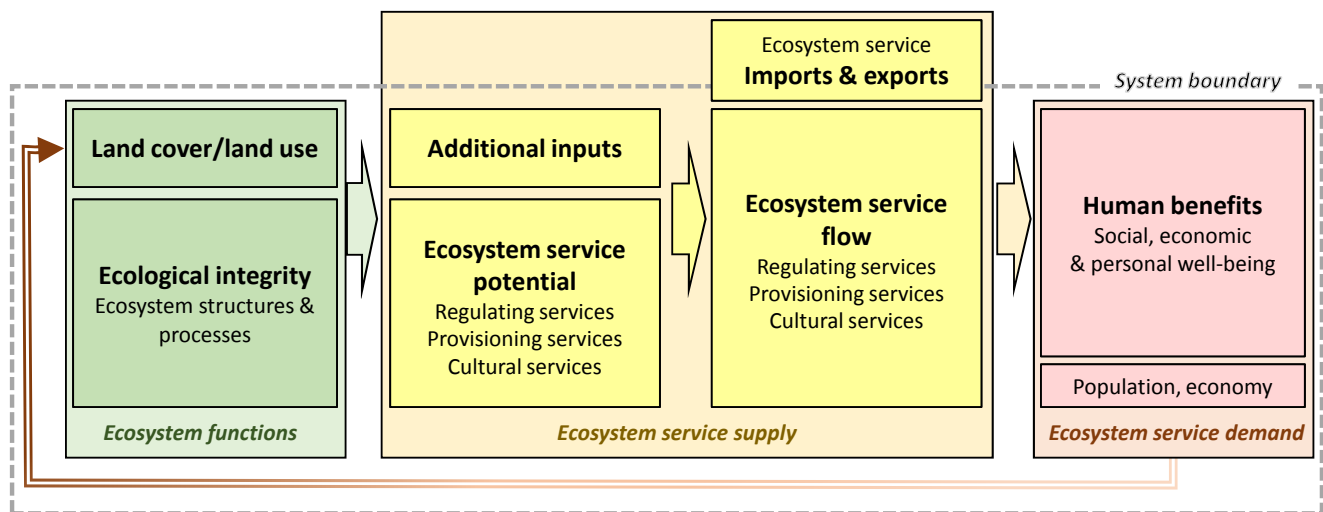 Ecosystem service
Imports & exports
System boundary
Land cover/land use
Ecological integrity
Ecosystem structures &
processes
Ecosystem functions
Additional inputs
Ecosystem service
potential
Regulating services
Provisioning services
Cultural services
Ecosystem service
flow
Regulating services
Provisioning services
Cultural services
Ecosystem service supply
Human benefits
Social, economic
& personal well-being
Population, economy
Ecosystem service demand